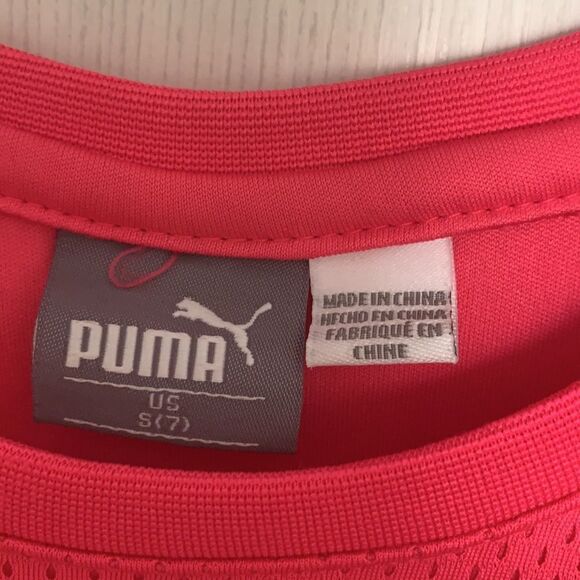 PUMA
US
S(7)
MADE IN CHINA
HECHO EN CHINA
FABRIQUÉ EN
CHINE